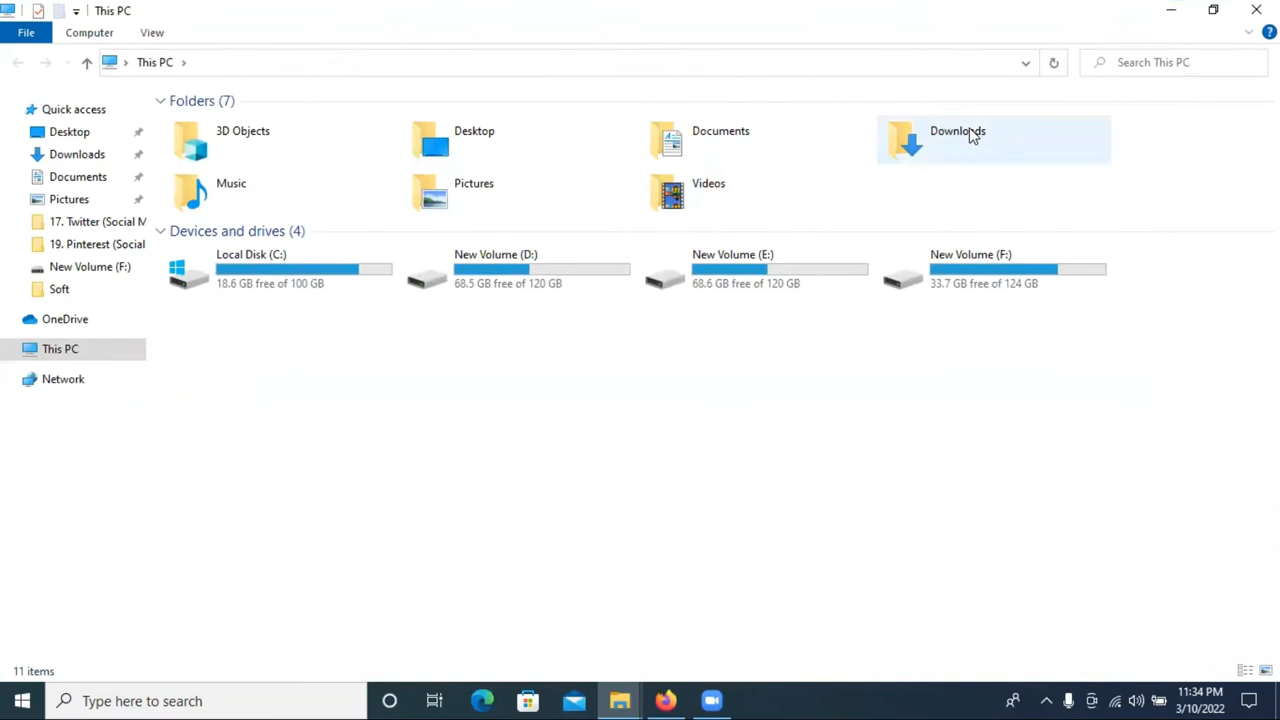 This PC
File Computer View
This PC
Search This PC
Quick access
Desktop
Downloads
Documents
Pictures
17. Twitter (Social M
19. Pinterest (Social
New Volume (F:)
Soft
OneDrive
This PC
Network
Folders (7)
3D Objects
Desktop
Documents
Downloads
Music
Pictures
Videos
Devices and drives (4)
Local Disk (C:)
18.6 GB free of 100 GB
New Volume (D:)
68.5 GB free of 120 GB
New Volume (E:)
68.6 GB free of 120 GB
New Volume (F:)
33.7 GB free of 124 GB
11 items
Type here to search
11:34 PM
3/10/2022